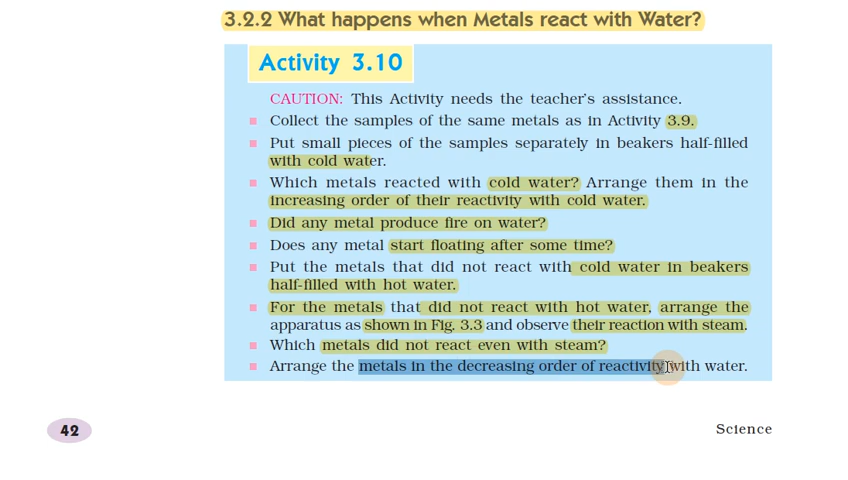 3.2.2 What happens when Metals react with Water?
Activity 3.10
CAUTION: This Activity needs the teacher's assistance.
Collect the samples of the same metals as in Activity 3.9.
Put small pieces of the samples separately in beakers half-filled
with cold water.
Which metals reacted with cold water? Arrange them in the
increasing order of their reactivity with cold water.
Did any metal produce fire on water?
Does any metal start floating after some time?
Put the metals that did not react with cold water in beakers
half-filled with hot water.
For the metals that did not react with hot water, arrange the
apparatus as shown in Fig. 3.3 and observe their reaction with steam.
Which metals did not react even with steam?
Arrange the metals in the decreasing order of reactivity with water.
42
Science